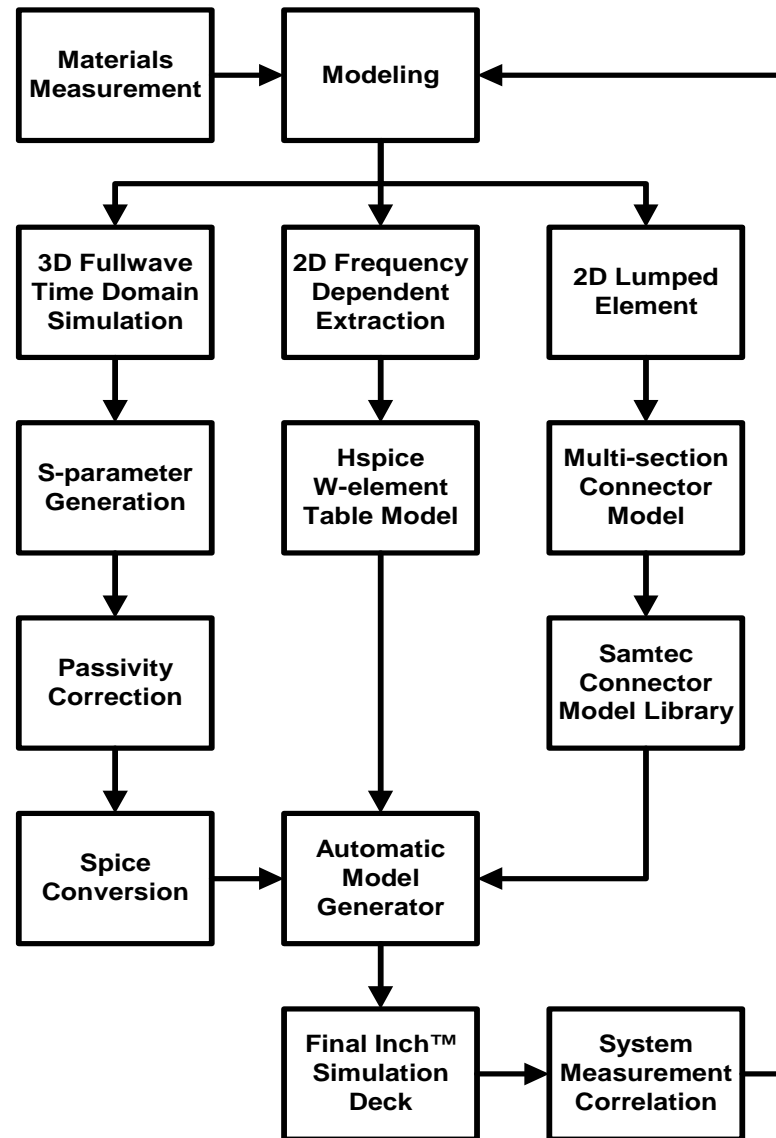 Materials
Measurement
Modeling
3D Fullwave
Time Domain
Simulation
2D Frequency
Dependent
Extraction
2D Lumped
Element
S-parameter
Generation
Hspice
W-element
Table Model
Multi-section
Connector
Model
Passivity
Correction
Samtec
Connector
Model Library
Spice
Conversion
Automatic
Model
Generator
Final Inch™
Simulation
Deck
System
Measurement
Correlation